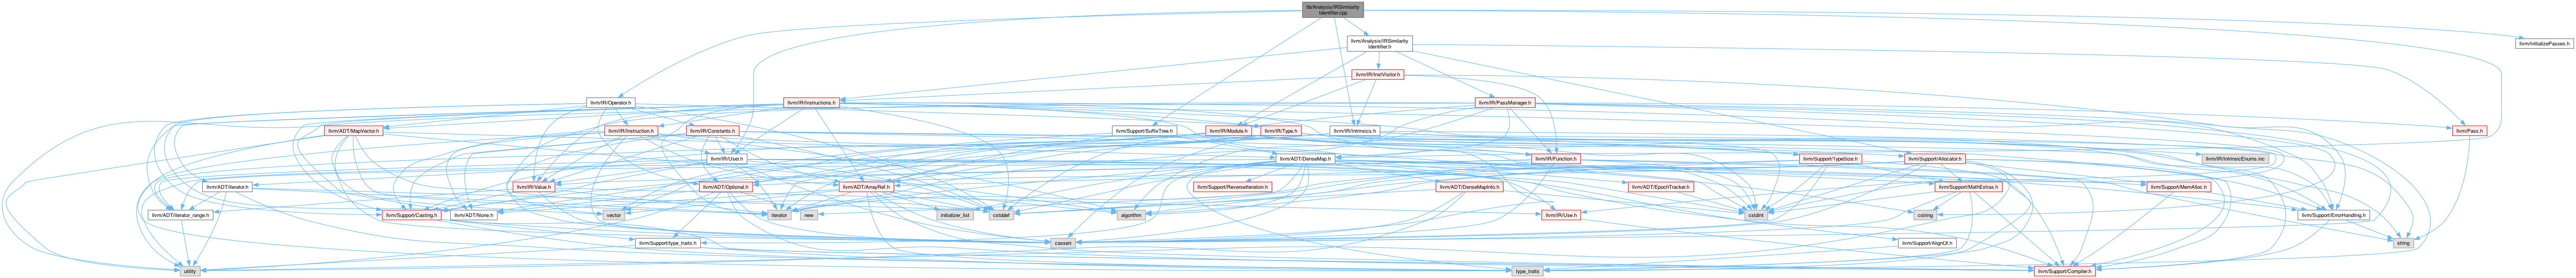 lib/Analysis/IRSimilarity
Identifier.cpp
llvm/Analysis/IRSimilarity
Identifier.h
llvm/InitializePasses.h
llvm/IR/InstVisitor.h
llvm/IR/Operator.h
llvm/IR/Instructions.h
llvm/IR/PassManager.h
llvm/ADT/MapVector.h
llvm/IR/Instruction.h
llvm/IR/Constants.h
llvm/Support/SuffixTree.h
llvm/IR/Module.h
llvm/IR/Type.h
llvm/IR/Intrinsics.h
llvm/Pass.h
llvm/IR/User.h
llvm/ADT/DenseMap.h
llvm/IR/Function.h
llvm/Support/TypeSize.h
llvm/Support/Allocator.h
llvm/IR/IntrinsicEnums.inc
llvm/ADT/iterator.h
llvm/IR/Value.h
llvm/ADT/Optional.h
llvm/ADT/ArrayRef.h
llvm/Support/ReverseIteration.h
llvm/ADT/DenseMapInfo.h
llvm/ADT/EpochTracker.h
llvm/Support/MathExtras.h
llvm/Support/MemAlloc.h
llvm/ADT/iterator_range.h
llvm/Support/Casting.h
llvm/ADT/None.h
vector
iterator
new
initializer_list
cstddef
algorithm
llvm/IR/Use.h
cstdint
cstring
llvm/Support/ErrorHandling.h
llvm/Support/type_traits.h
cassert
llvm/Support/AlignOf.h
string
utility
type_traits
llvm/Support/Compiler.h